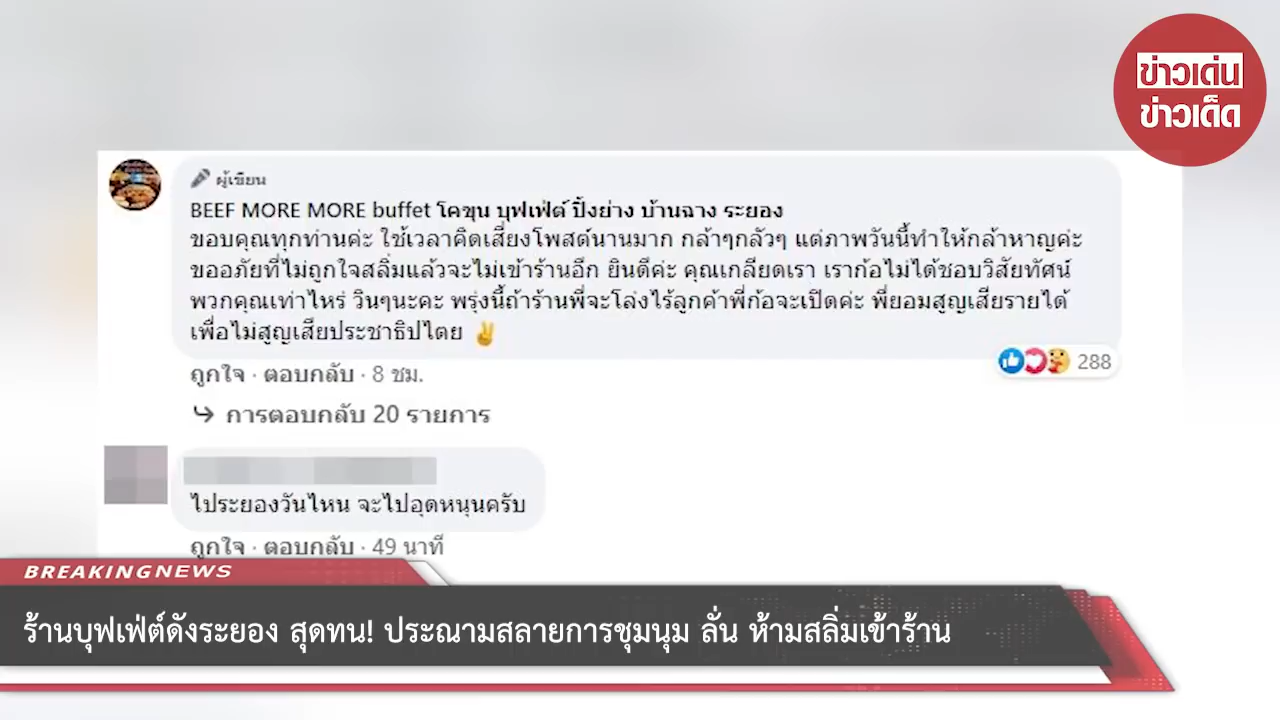 ข่าวเด่น
ข่าวเด็ด
ผู้เขียน
BEEF MORE MORE buffet โคขุน บุฟเฟ่ต์ ปิ้งย่าง บ้านฉาง ระยอง
ขอบคุณทุกท่านค่ะ ใช้เวลาคิดเสี่ยงโพสต์นานมาก กล้าๆกลัวๆ แต่ภาพวันนี้ทำให้กล้าหาญค่ะ
ขออภัยที่ไม่ถูกใจสลิ่มแล้วจะไม่เข้าร้านอีก ยินดีค่ะ คุณเกลียดเรา เราก้อไม่ได้ชอบวิสัยทัศน์
พวกคุณเท่าไหร่ วินๆนะคะ พรุ่งนี้ถ้าร้านพี่จะโล่งไร้ลูกค้าพี่ก้อจะเปิดค่ะ พี่ยอมสูญเสียรายได้
เพื่อไม่สูญเสียประชาธิปไตย ✌️
288
ถูกใจ · ตอบกลับ · 8 ชม.
การตอบกลับ 20 รายการ
ไประยองวันไหน จะไปอุดหนุนครับ
ถูกใจ · ตอบกลับ · 49 นาที
BREAKINGNEWS
ร้านบุฟเฟ่ต์ดังระยอง สุดทน! ประณามสลายการชุมนุม ลั่น ห้ามสลิ่มเข้าร้าน